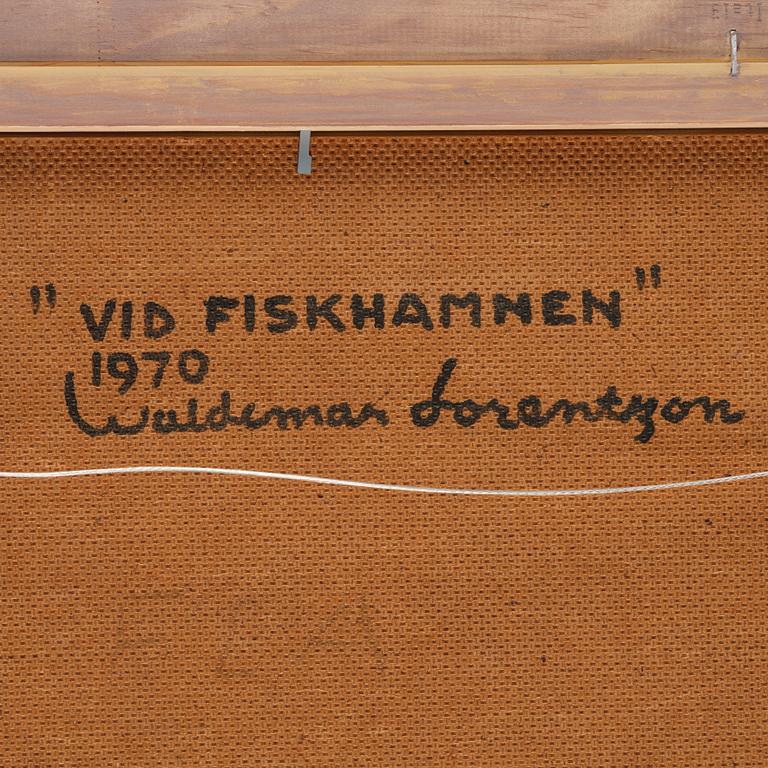 "VID FISKHAMNEN"
1970
Waldemar Lorentzon